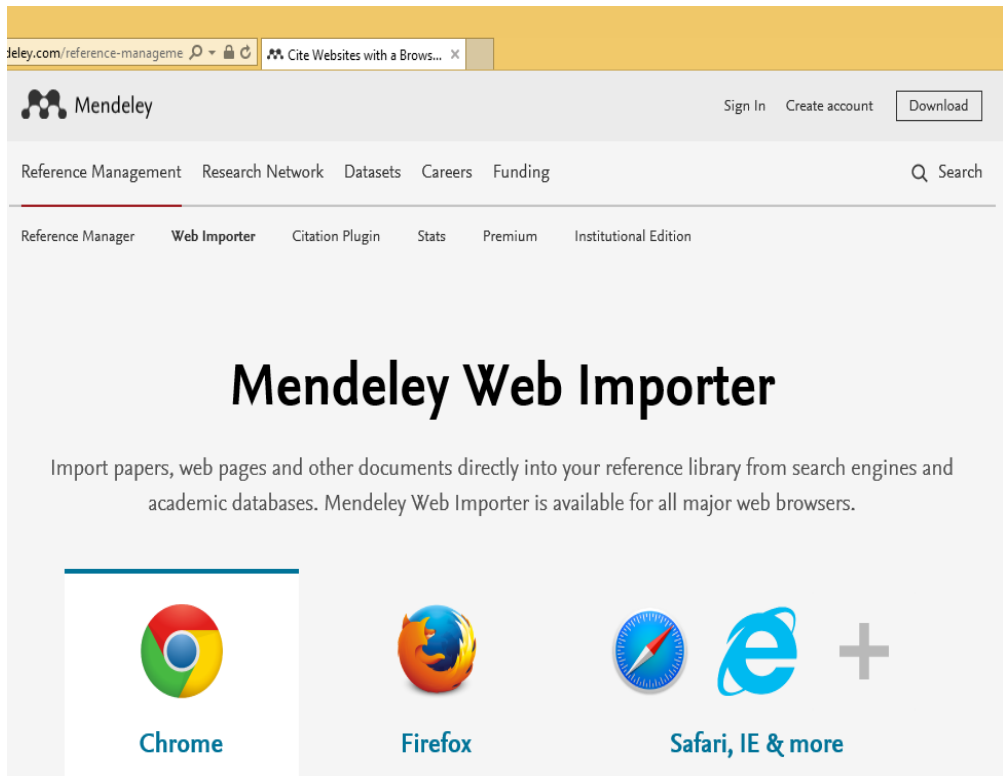 deley.com/reference-manageme
Cite Websites with a Brows...
Mendeley
Sign In Create account Download
Reference Management Research Network Datasets Careers Funding Search
Reference Manager Web Importer Citation Plugin Stats Premium Institutional Edition
Mendeley Web Importer
Import papers, web pages and other documents directly into your reference library from search engines and
academic databases. Mendeley Web Importer is available for all major web browsers.
Chrome Firefox Safari, IE & more